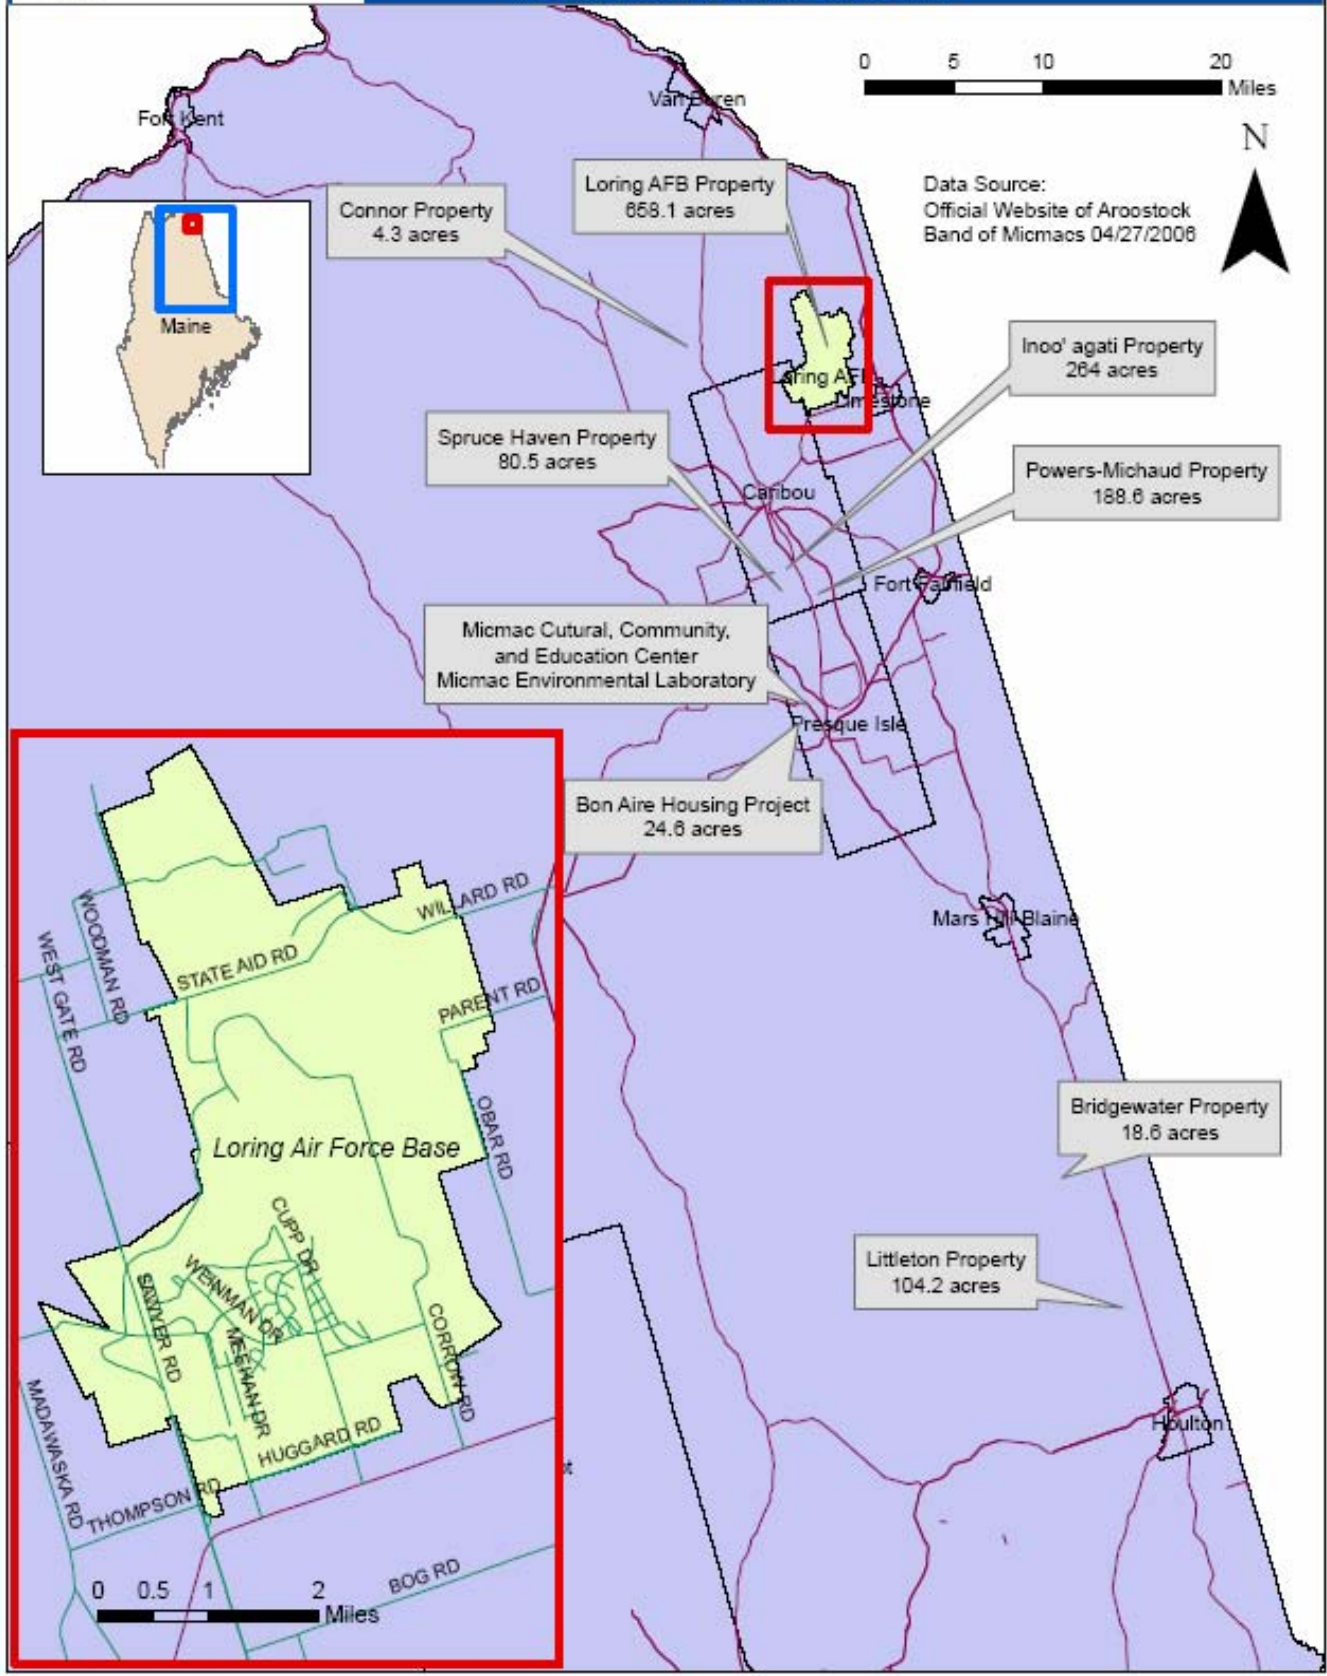 0 5 10 20
Miles
Van Buren
Fort Kent
N
Loring AFB Property
658.1 acres
Data Source:
Official Website of Aroostock
Band of Micmacs 04/27/2006
Connor Property
4.3 acres
Maine
Inoo' agati Property
264 acres
Loring AFB
Limestone
Spruce Haven Property
80.5 acres
Powers-Michaud Property
188.6 acres
Caribou
Fort Fairfield
Micmac Cutural, Community,
and Education Center
Micmac Environmental Laboratory
Presque Isle
Bon Aire Housing Project
24.6 acres
Mars Hill-Blaine
Bridgewater Property
18.6 acres
Littleton Property
104.2 acres
Houlton
WILLARD RD
WOODMAN RD
WEST GATE RD
STATE AID RD
PARENT RD
OBAR RD
Loring Air Force Base
CUPP DR
WEINMAN DR
SAWYER RD
MEEHAN DR
CORROW RD
MADAWASKA RD
HUGGARD RD
THOMPSON RD
BOG RD
0 0.5 1 2
Miles